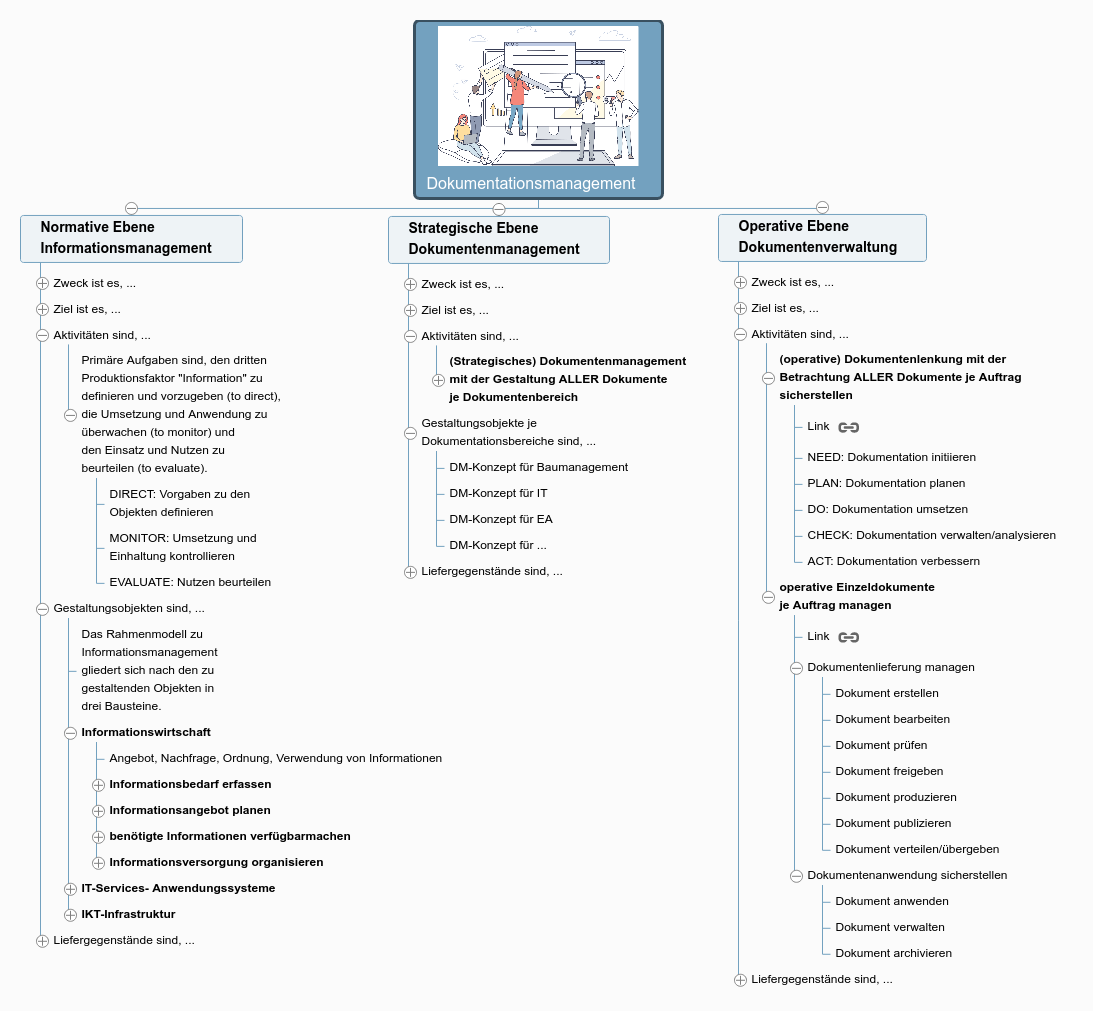 Dokumentationsmanagement
Normative Ebene
Informationsmanagement
Zweck ist es, ...
Ziel ist es, ...
Aktivitäten sind, ...
Primäre Aufgaben sind, den dritten
Produktionsfaktor "Information" zu
definieren und vorzugeben (to direct),
die Umsetzung und Anwendung zu
überwachen (to monitor) und
den Einsatz und Nutzen zu
beurteilen (to evaluate).
DIRECT: Vorgaben zu den
Objekten definieren
MONITOR: Umsetzung und
Einhaltung kontrollieren
EVALUATE: Nutzen beurteilen
Gestaltungsobjekten sind, ...
Das Rahmenmodell zu
Informationsmanagement
gliedert sich nach den zu
gestaltenden Objekten in
drei Bausteine.
Informationswirtschaft
Angebot, Nachfrage, Ordnung, Verwendung von Informationen
Informationsbedarf erfassen
Informationsangebot planen
benötigte Informationen verfügbarmachen
Informationsversorgung organisieren
IT-Services- Anwendungssysteme
IKT-Infrastruktur
Liefergegenstände sind, ...
Strategische Ebene
Dokumentenmanagement
Zweck ist es, ...
Ziel ist es, ...
Aktivitäten sind, ...
(Strategisches) Dokumentenmanagement
mit der Gestaltung ALLER Dokumente
je Dokumentenbereich
Gestaltungsobjekte je
Dokumentationsbereiche sind, ...
DM-Konzept für Baumanagement
DM-Konzept für IT
DM-Konzept für EA
DM-Konzept für ...
Liefergegenstände sind, ...
Operative Ebene
Dokumentenverwaltung
Zweck ist es, ...
Ziel ist es, ...
Aktivitäten sind, ...
(operative) Dokumentenlenkung mit der
Betrachtung ALLER Dokumente je Auftrag
sicherstellen
Link
NEED: Dokumentation initiieren
PLAN: Dokumentation planen
DO: Dokumentation umsetzen
CHECK: Dokumentation verwalten/analysieren
ACT: Dokumentation verbessern
operative Einzeldokumente
je Auftrag managen
Link
Dokumentenlieferung managen
Dokument erstellen
Dokument bearbeiten
Dokument prüfen
Dokument freigeben
Dokument produzieren
Dokument publizieren
Dokument verteilen/übergeben
Dokumentenanwendung sicherstellen
Dokument anwenden
Dokument verwalten
Dokument archivieren
Liefergegenstände sind, ...